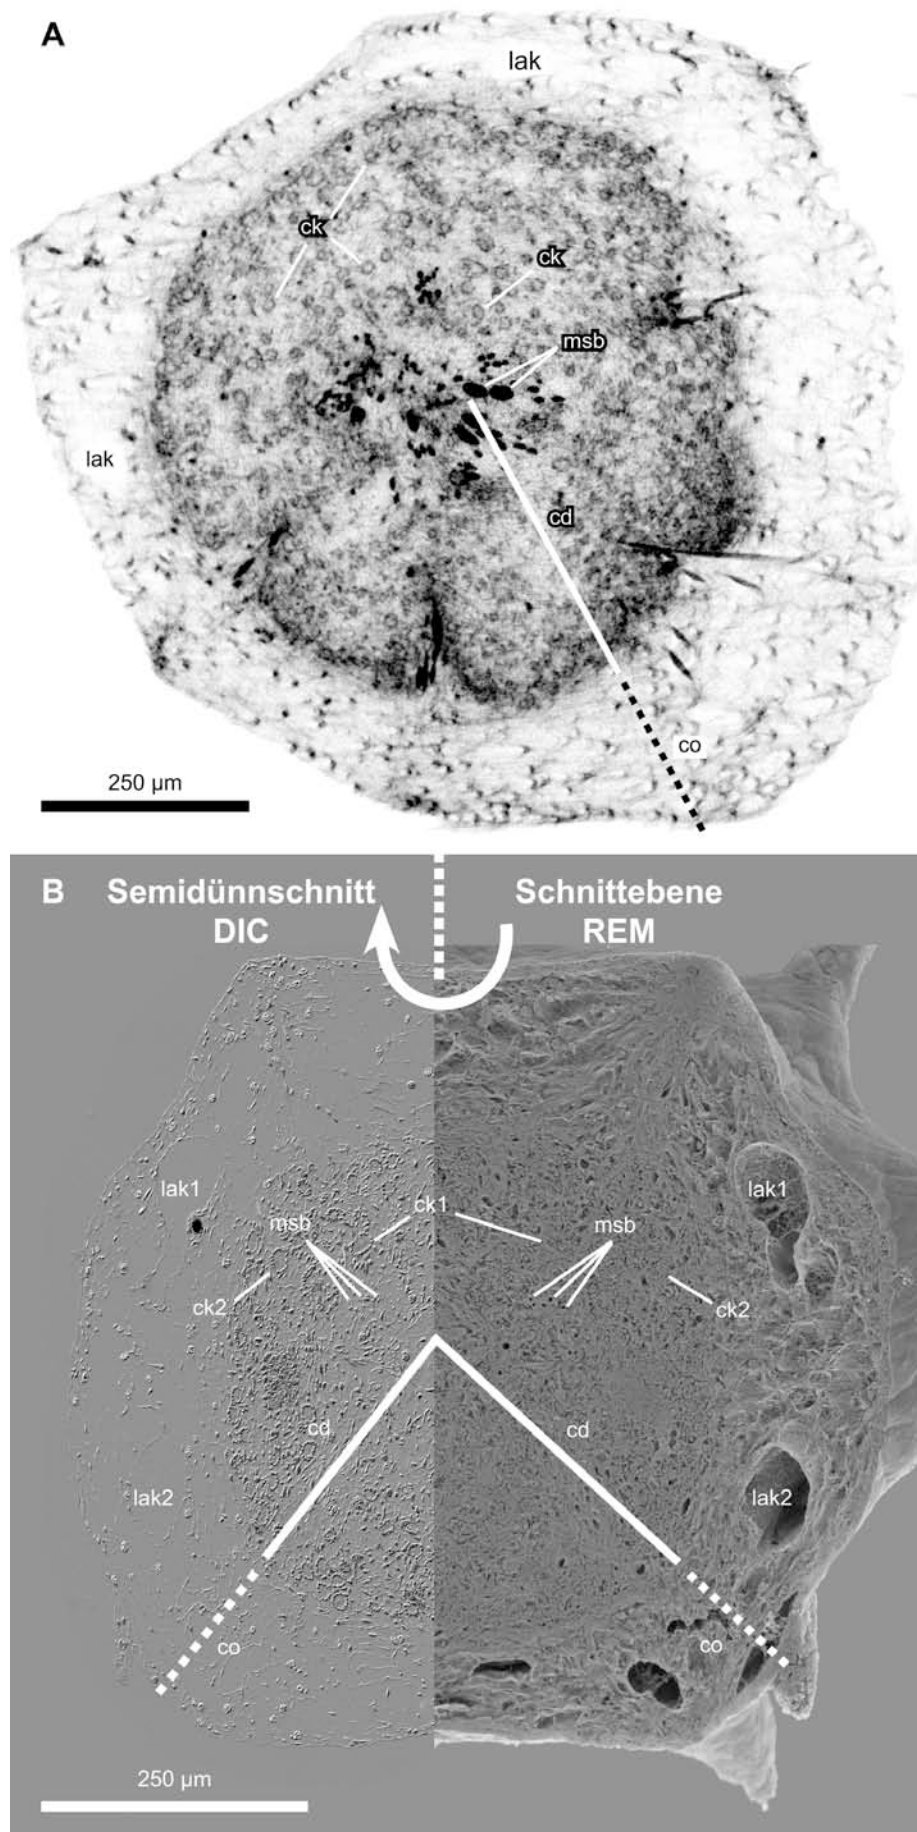 A
lak
ck
ck
msb
lak
cd
co
250 µm
B Semidünnschnitt Schnittebene
DIC REM
lak1 lak1
msb ck1 msb
ck2 ck2
cd cd
lak2 lak2
co co
250 µm